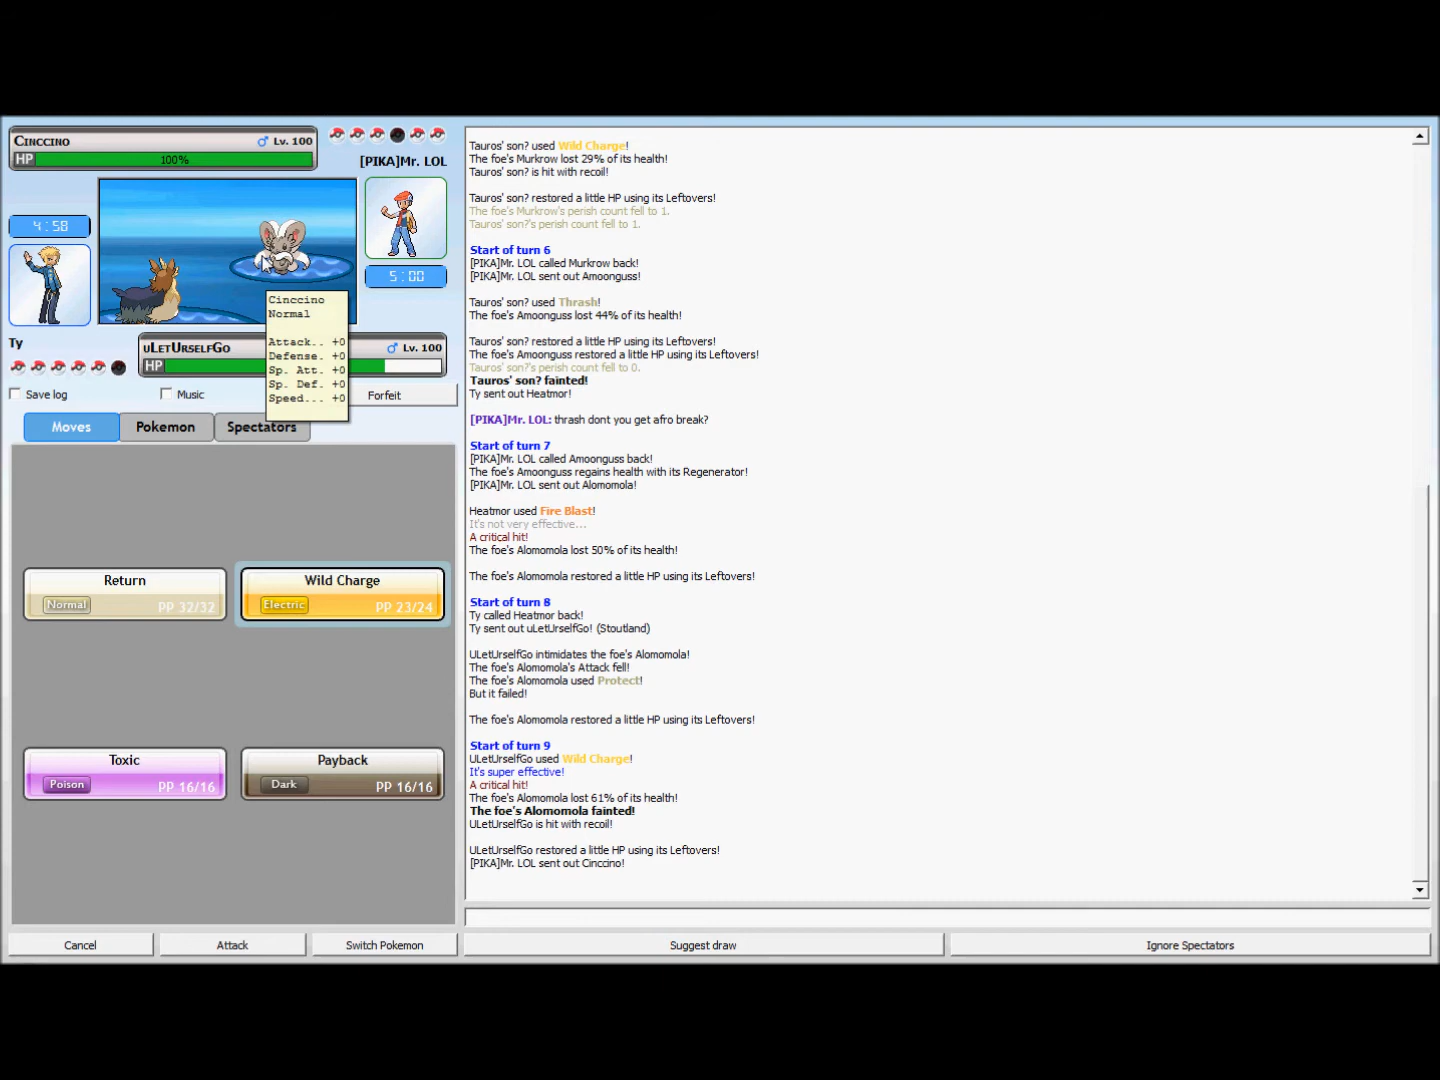 CINCCINO ♂ Lv. 100
HP 100%
[PIKA]Mr. LOL
4:58
5:00
Cinccino
Normal
Attack.. +0
Defense. +0
Sp. Att. +0
Sp. Def. +0
Speed... +0
Ty
uLETURSELFGO ♂ Lv. 100
HP
Save log
Music
Forfeit
Moves
Pokemon
Spectators
Return
Normal PP 32/32
Wild Charge
Electric PP 23/24
Toxic
Poison PP 16/16
Payback
Dark PP 16/16
Cancel
Attack
Switch Pokemon
Tauros' son? used Wild Charge!
The foe's Murkrow lost 29% of its health!
Tauros' son? is hit with recoil!
Tauros' son? restored a little HP using its Leftovers!
The foe's Murkrow's perish count fell to 1.
Tauros' son?'s perish count fell to 1.
Start of turn 6
[PIKA]Mr. LOL called Murkrow back!
[PIKA]Mr. LOL sent out Amoonguss!
Tauros' son? used Thrash!
The foe's Amoonguss lost 44% of its health!
Tauros' son? restored a little HP using its Leftovers!
The foe's Amoonguss restored a little HP using its Leftovers!
Tauros' son?'s perish count fell to 0.
Tauros' son? fainted!
Ty sent out Heatmor!
[PIKA]Mr. LOL: thrash dont you get afro break?
Start of turn 7
[PIKA]Mr. LOL called Amoonguss back!
The foe's Amoonguss regains health with its Regenerator!
[PIKA]Mr. LOL sent out Alomomola!
Heatmor used Fire Blast!
It's not very effective...
A critical hit!
The foe's Alomomola lost 50% of its health!
The foe's Alomomola restored a little HP using its Leftovers!
Start of turn 8
Ty called Heatmor back!
Ty sent out uLetUrselfGo! (Stoutland)
ULetUrselfGo intimidates the foe's Alomomola!
The foe's Alomomola's Attack fell!
The foe's Alomomola used Protect!
But it failed!
The foe's Alomomola restored a little HP using its Leftovers!
Start of turn 9
ULetUrselfGo used Wild Charge!
It's super effective!
A critical hit!
The foe's Alomomola lost 61% of its health!
The foe's Alomomola fainted!
ULetUrselfGo is hit with recoil!
ULetUrselfGo restored a little HP using its Leftovers!
[PIKA]Mr. LOL sent out Cinccino!
Suggest draw
Ignore Spectators